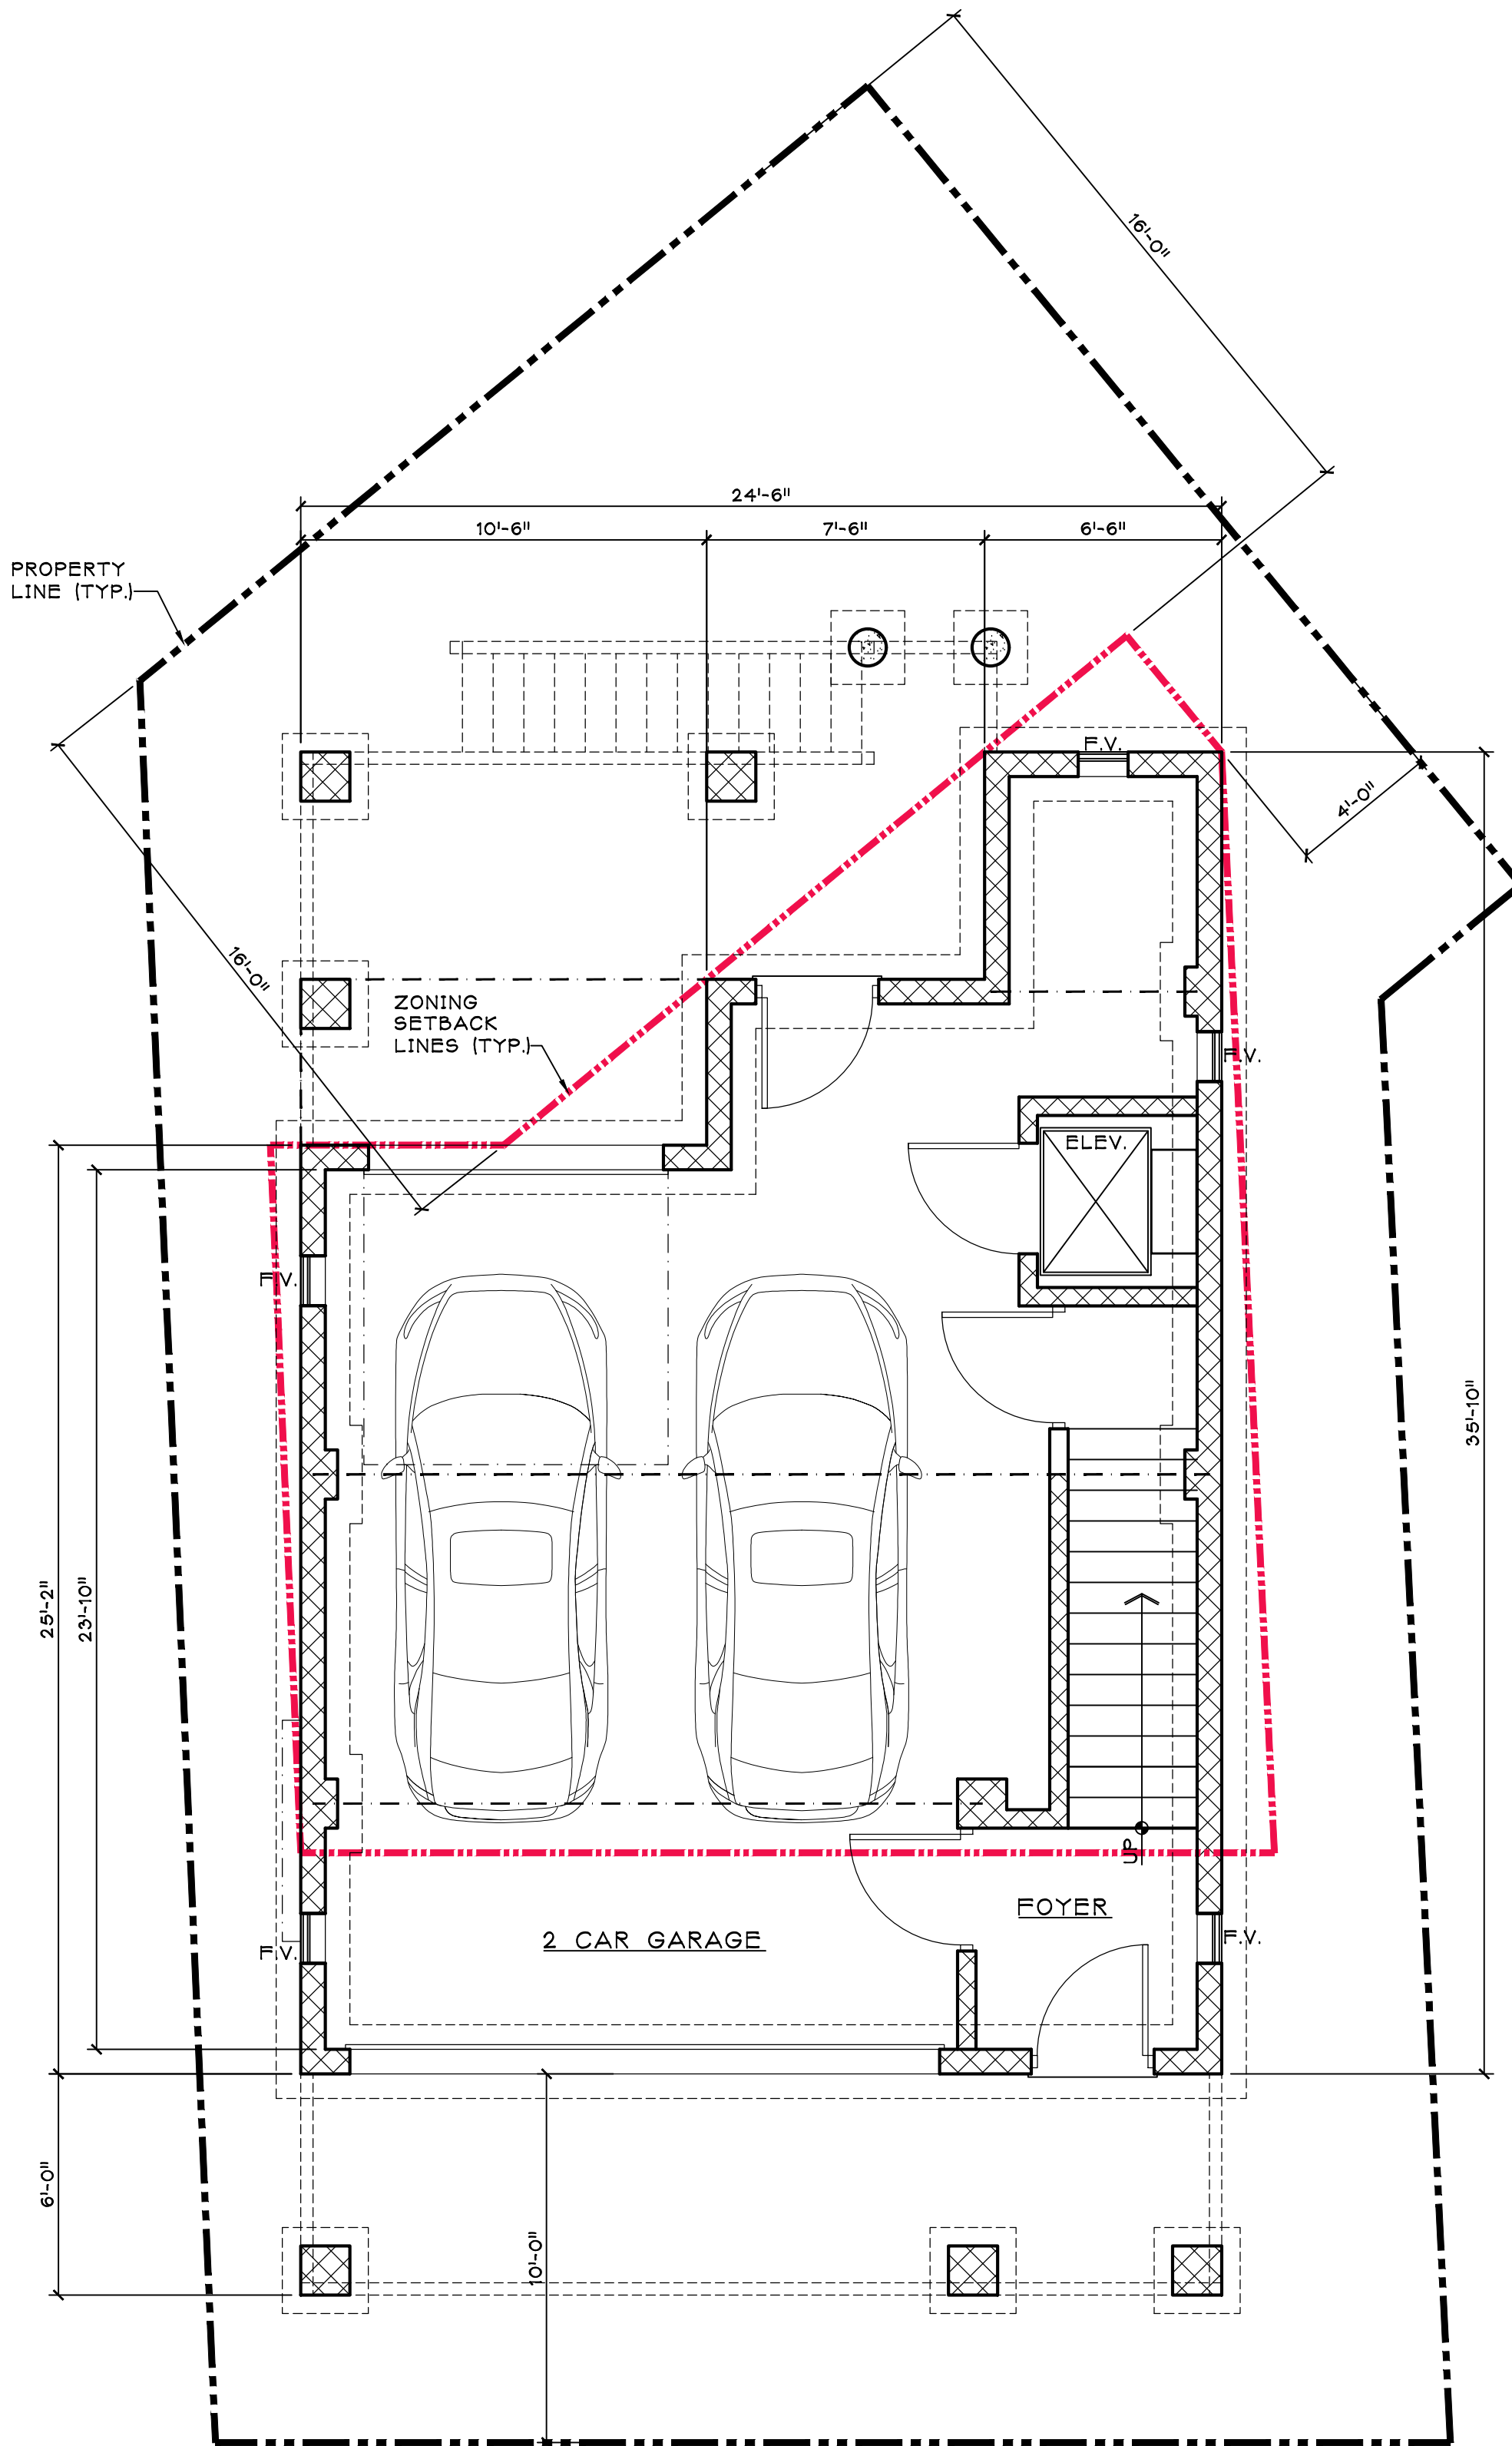 16'-0"
24'-6"
10'-6"
7'-6"
6'-6"
PROPERTY
LINE (TYP.)
F.V.
4'-0"
16'-0"
ZONING
SETBACK
LINES (TYP.)
F.V.
ELEV.
F.V.
35'-10"
25'-2"
23'-10"
UP
FOYER
2 CAR GARAGE
F.V.
F.V.
6'-0"
10'-0"